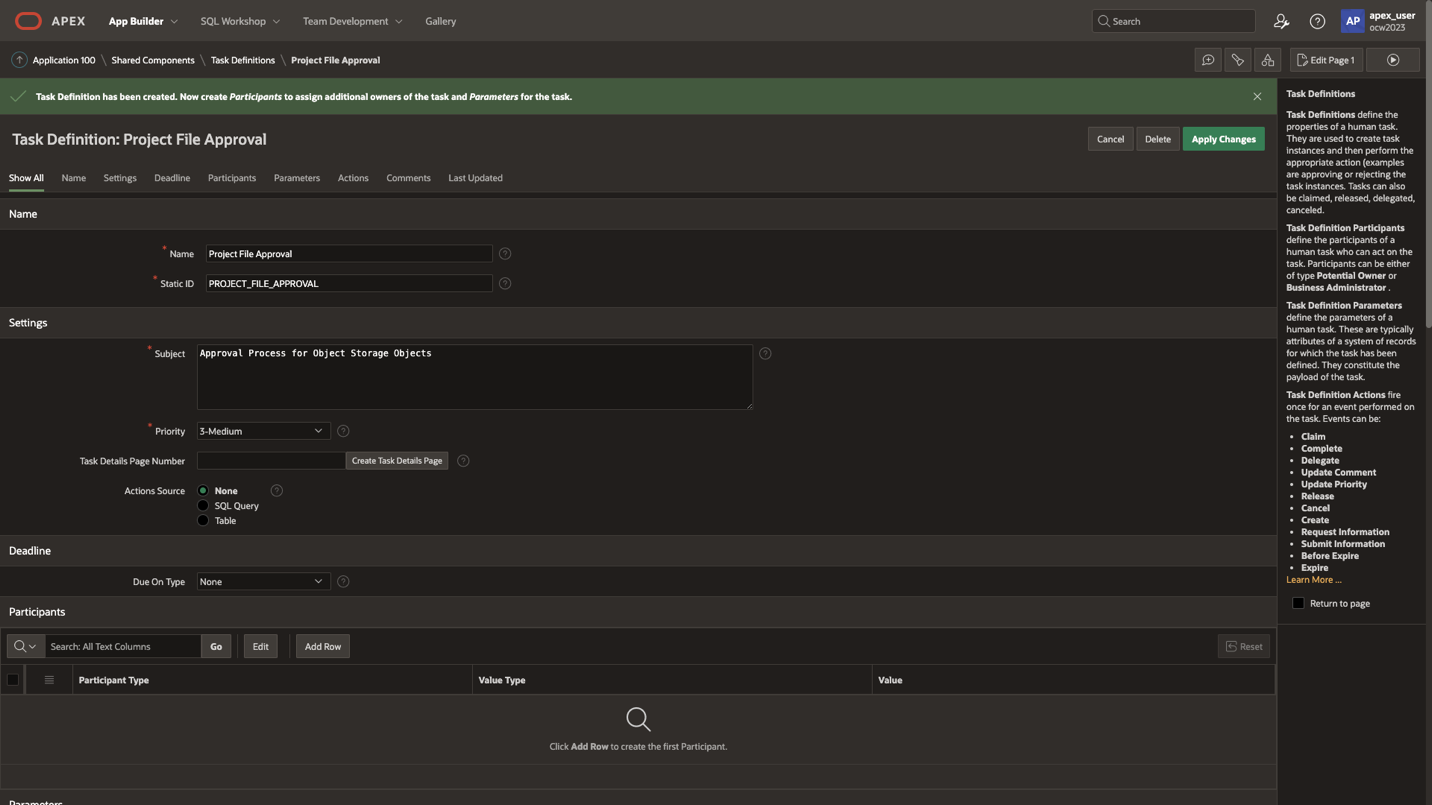 APEX
App Builder
SQL Workshop
Team Development
Gallery
Search
AP
apex_user
ocw2023
Application 100 \ Shared Components \ Task Definitions \ Project File Approval
Edit Page 1
Task Definition has been created. Now create Participants to assign additional owners of the task and Parameters for the task.
Task Definition: Project File Approval
Cancel
Delete
Apply Changes
Show All
Name
Settings
Deadline
Participants
Parameters
Actions
Comments
Last Updated
Name
* Name
Project File Approval
* Static ID
PROJECT_FILE_APPROVAL
Settings
* Subject
Approval Process for Object Storage Objects
* Priority
3-Medium
Task Details Page Number
Create Task Details Page
Actions Source
None
SQL Query
Table
Deadline
Due On Type
None
Participants
Search: All Text Columns
Go
Edit
Add Row
Reset
Participant Type
Value Type
Value
Click Add Row to create the first Participant.
Parameters
Task Definitions
Task Definitions define the
properties of a human task.
They are used to create task
instances and then perform the
appropriate action (examples
are approving or rejecting the
task instances. Tasks can also
be claimed, released, delegated,
canceled.
Task Definition Participants
define the participants of a
human task who can act on the
task. Participants can be either
of type Potential Owner or
Business Administrator .
Task Definition Parameters
define the parameters of a
human task. These are typically
attributes of a system of records
for which the task has been
defined. They constitute the
payload of the task.
Task Definition Actions fire
once for an event performed on
the task. Events can be:
• Claim
• Complete
• Delegate
• Update Comment
• Update Priority
• Release
• Cancel
• Create
• Request Information
• Submit Information
• Before Expire
• Expire
Learn More ...
Return to page